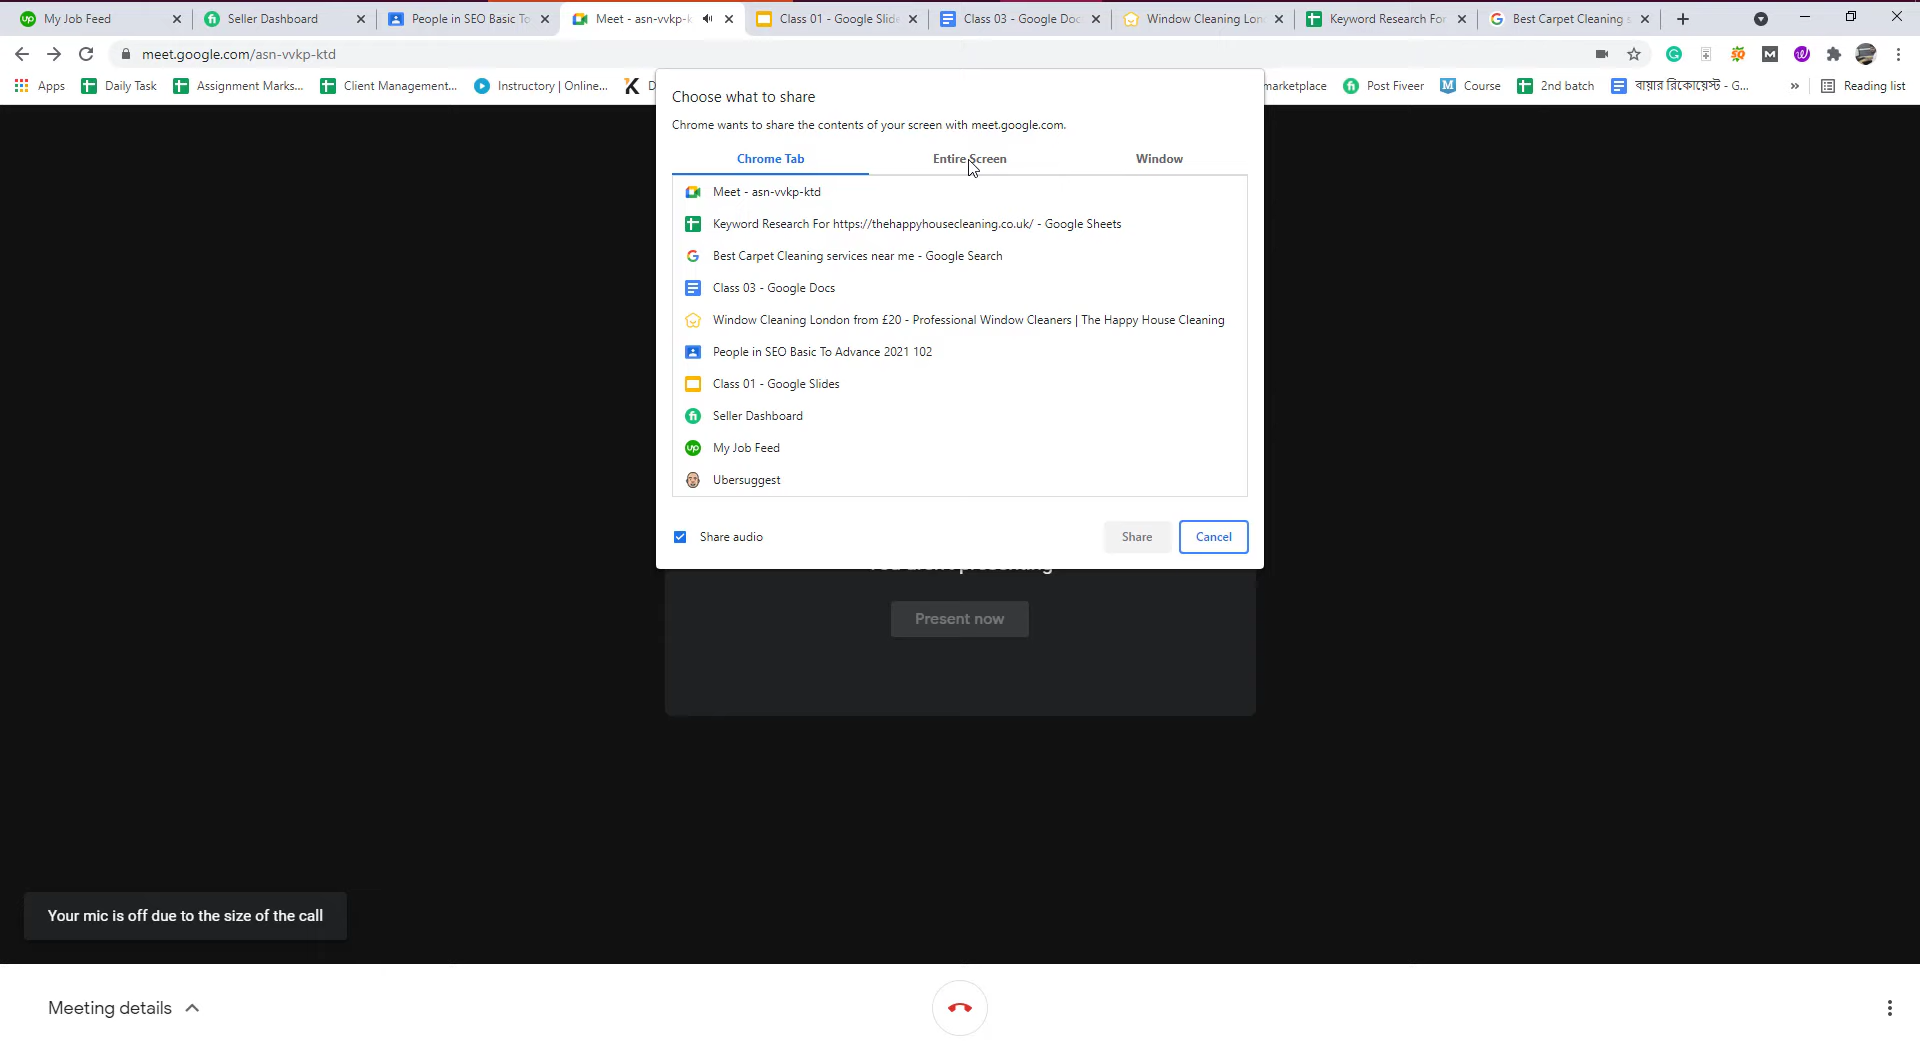 My Job Feed
Seller Dashboard
People in SEO Basic To
Meet - asn-vvkp-k
Class 01 - Google Slide
Class 03 - Google Doc
Window Cleaning Lon
Keyword Research For
Best Carpet Cleaning s
meet.google.com/asn-vvkp-ktd
Apps
Daily Task
Assignment Marks...
Client Management...
Instructory | Online...
marketplace
Post Fiveer
Course
2nd batch
বায়ার রিকোয়েস্ট - G...
Reading list
Choose what to share
Chrome wants to share the contents of your screen with meet.google.com.
Chrome Tab
Entire Screen
Window
Meet - asn-vvkp-ktd
Keyword Research For https://thehappyhousecleaning.co.uk/ - Google Sheets
Best Carpet Cleaning services near me - Google Search
Class 03 - Google Docs
Window Cleaning London from £20 - Professional Window Cleaners | The Happy House Cleaning
People in SEO Basic To Advance 2021 102
Class 01 - Google Slides
Seller Dashboard
My Job Feed
Ubersuggest
Share audio
Share
Cancel
Present now
Your mic is off due to the size of the call
Meeting details